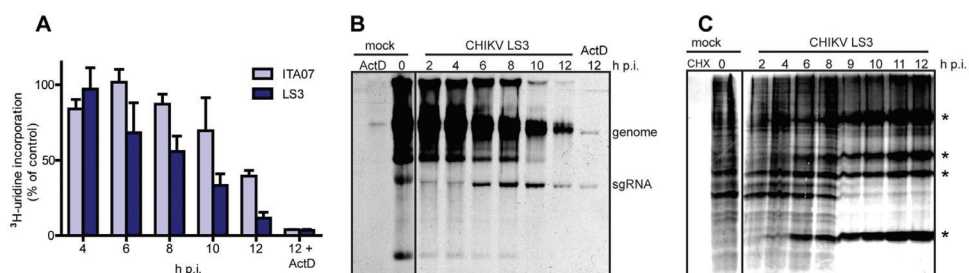 A
³H-uridine incorporation
(% of control)
100
50
0
ITA07
LS3
4 6 8 10 12 12 +
ActD
h p.i.
B
mock CHIKV LS3 ActD
ActD 0 2 4 6 8 10 12 12 h p.i.
genome
sgRNA
C
mock CHIKV LS3
CHX 0 2 4 6 8 9 10 11 12 h p.i.
*
*
*
*